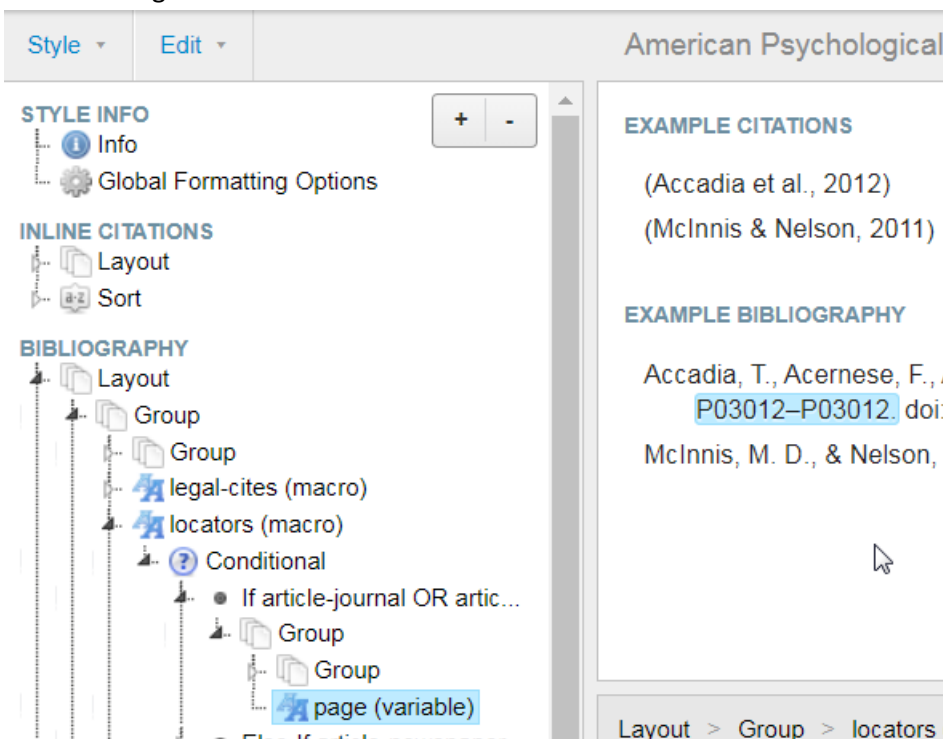 Style Edit
American Psychological
STYLE INFO
+ -
Info
Global Formatting Options
INLINE CITATIONS
Layout
a-z Sort
BIBLIOGRAPHY
Layout
Group
Group
legal-cites (macro)
locators (macro)
? Conditional
If article-journal OR artic...
Group
Group
page (variable)
EXAMPLE CITATIONS
(Accadia et al., 2012)
(McInnis & Nelson, 2011)
EXAMPLE BIBLIOGRAPHY
Accadia, T., Acernese, F.,
P03012–P03012. doi:
McInnis, M. D., & Nelson,
Layout > Group > locators